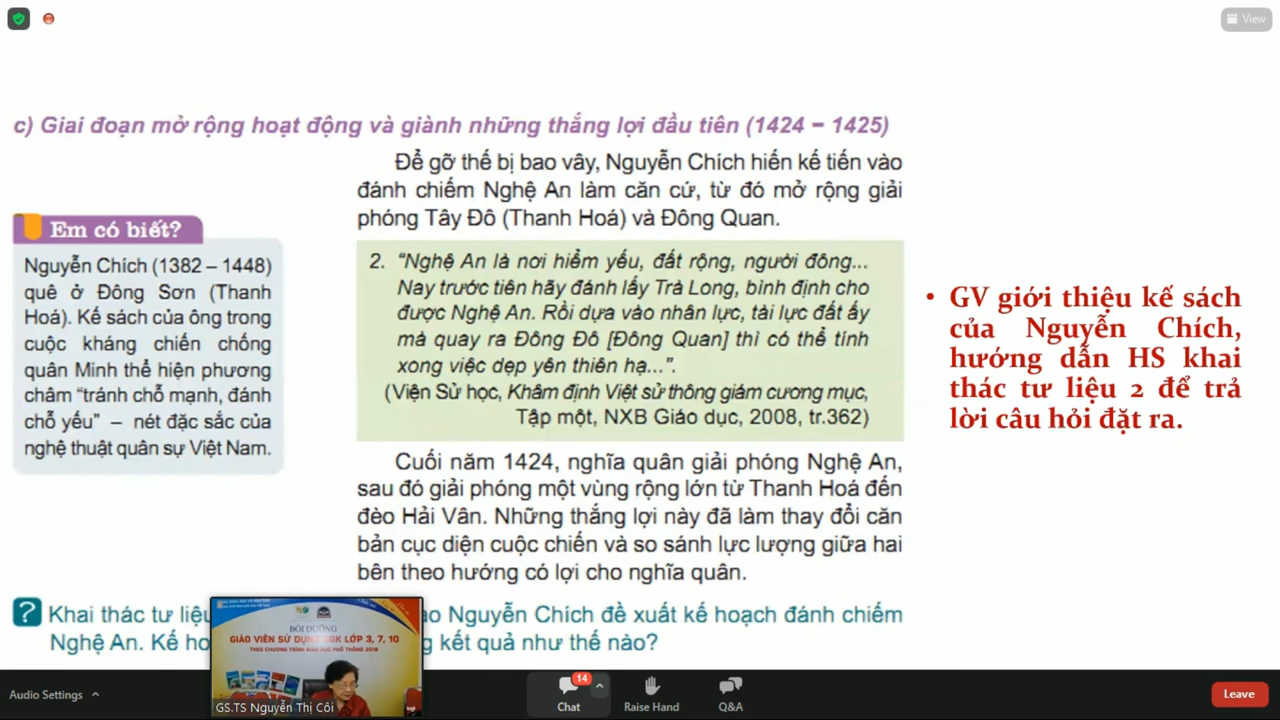 View
c) Giai đoạn mở rộng hoạt động và giành những thắng lợi đầu tiên (1424 – 1425)
Để gỡ thế bị bao vây, Nguyễn Chích hiến kế tiến vào
đánh chiếm Nghệ An làm căn cứ, từ đó mở rộng giải
phóng Tây Đô (Thanh Hoá) và Đông Quan.
Em có biết?
Nguyễn Chích (1382 – 1448)
quê ở Đông Sơn (Thanh
Hoá). Kế sách của ông trong
cuộc kháng chiến chống
quân Minh thể hiện phương
châm “tránh chỗ mạnh, đánh
chỗ yếu” – nét đặc sắc của
nghệ thuật quân sự Việt Nam.
2. “Nghệ An là nơi hiểm yếu, đất rộng, người đông...
Nay trước tiên hãy đánh lấy Trà Long, bình định cho
được Nghệ An. Rồi dựa vào nhân lực, tài lực đất ấy
mà quay ra Đông Đô [Đông Quan] thì có thể tính
xong việc dẹp yên thiên hạ...”.
(Viện Sử học, Khâm định Việt sử thông giám cương mục,
Tập một, NXB Giáo dục, 2008, tr.362)
• GV giới thiệu kế sách
của Nguyễn Chích,
hướng dẫn HS khai
thác tư liệu 2 để trả
lời câu hỏi đặt ra.
Cuối năm 1424, nghĩa quân giải phóng Nghệ An,
sau đó giải phóng một vùng rộng lớn từ Thanh Hoá đến
đèo Hải Vân. Những thắng lợi này đã làm thay đổi căn
bản cục diện cuộc chiến và so sánh lực lượng giữa hai
bên theo hướng có lợi cho nghĩa quân.
? Khai thác tư liệu Nguyễn Chích đề xuất kế hoạch đánh chiếm
Nghệ An. Kế kết quả như thế nào?
BỒI DƯỠNG
GIÁO VIÊN SỬ DỤNG SGK LỚP 3, 7, 10
THEO CHƯƠNG TRÌNH GIÁO DỤC PHỔ THÔNG 2018
GS.TS Nguyễn Thị Côi
Audio Settings
14
Chat
Raise Hand
Q&A
Leave